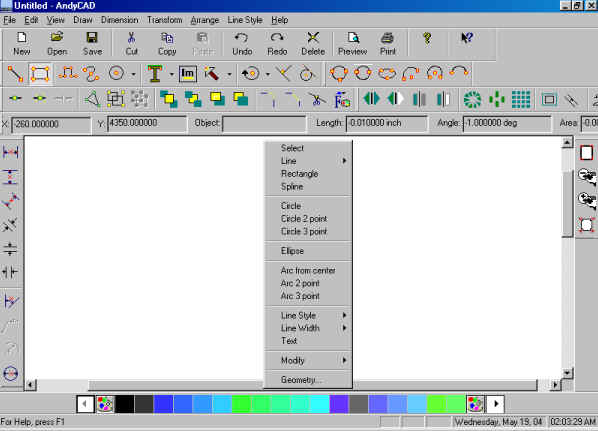 Untitled - AndyCAD
File Edit View Draw Dimension Transform Arrange Line Style Help
New Open Save Cut Copy Paste Undo Redo Delete Preview Print
T Im
X: -260.000000 Y: 4350.000000 Object: Length: -0.010000 inch Angle: -1.000000 deg Area: -0.0
Select
Line
Rectangle
Spline
Circle
Circle 2 point
Circle 3 point
Ellipse
Arc from center
Arc 2 point
Arc 3 point
Line Style
Line Width
Text
Modify
Geometry...
For Help, press F1 Wednesday, May 19, 04 02:03:29 AM